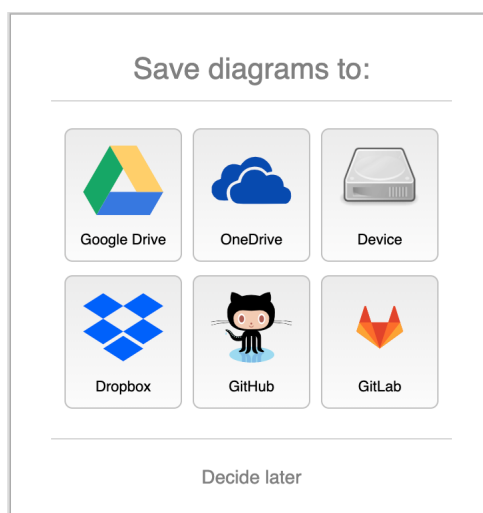 Save diagrams to:
Google Drive
OneDrive
Device
Dropbox
GitHub
GitLab
Decide later